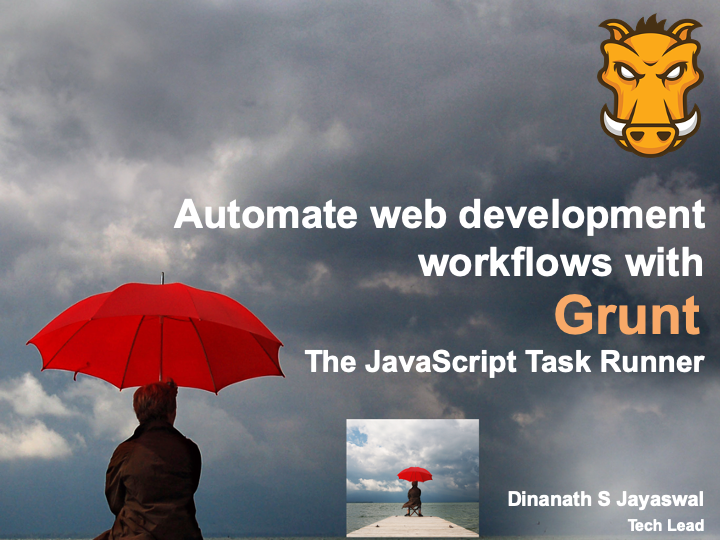 Automate web development
workflows with
Grunt
The JavaScript Task Runner
Dinanath S Jayaswal
Tech Lead